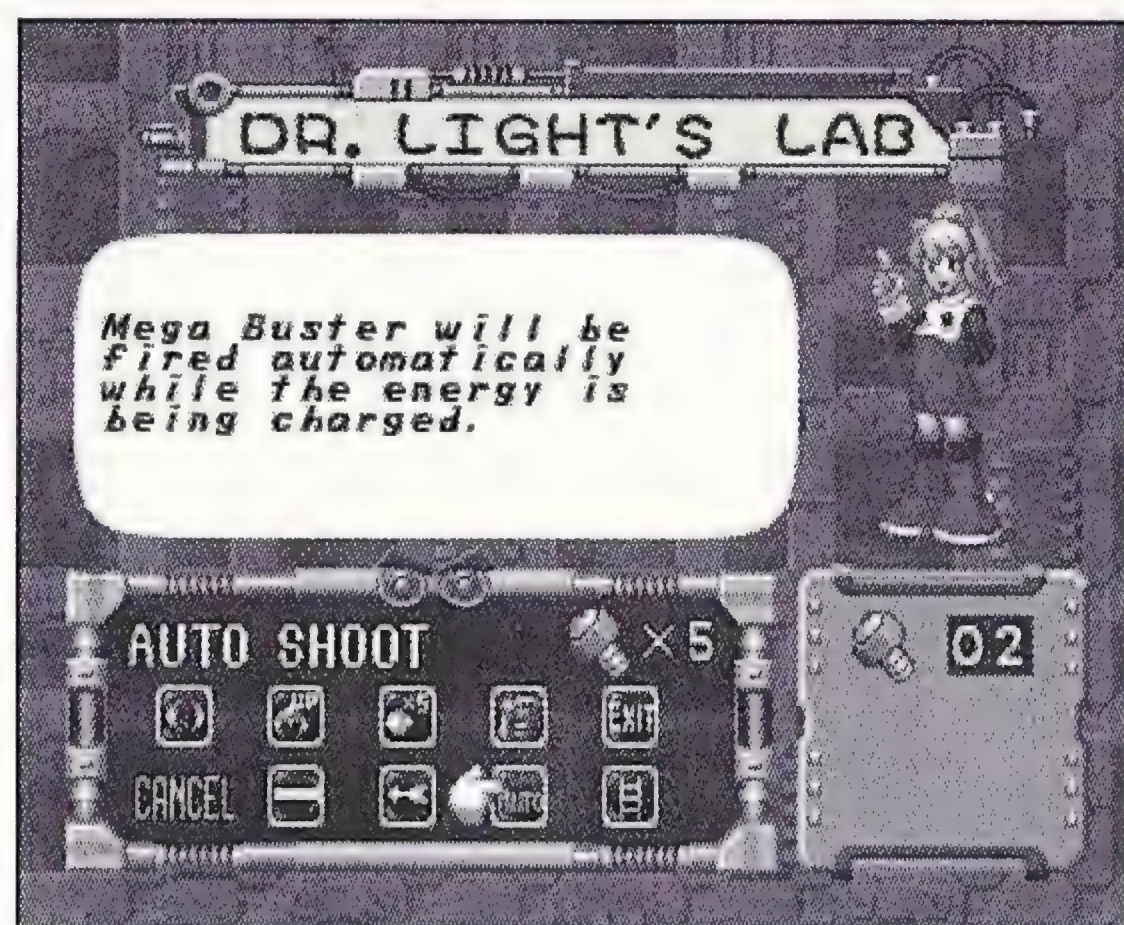 DR. LIGHT'S LAB
Mega Buster will be
fired automatically
while the energy is
being charged.
AUTO SHOOT ×5
02
EXIT
CANCEL